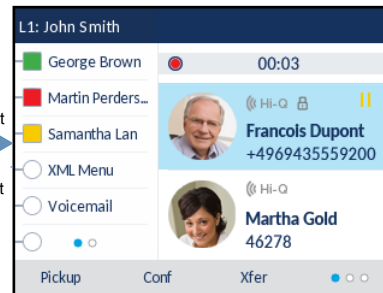 L1: John Smith
George Brown
00:03
Martin Perders...
Hi-Q
t
Samantha Lan
Francois Dupont
+4969435559200
XML Menu
t
Hi-Q
Voicemail
Martha Gold
46278
Pickup Conf Xfer